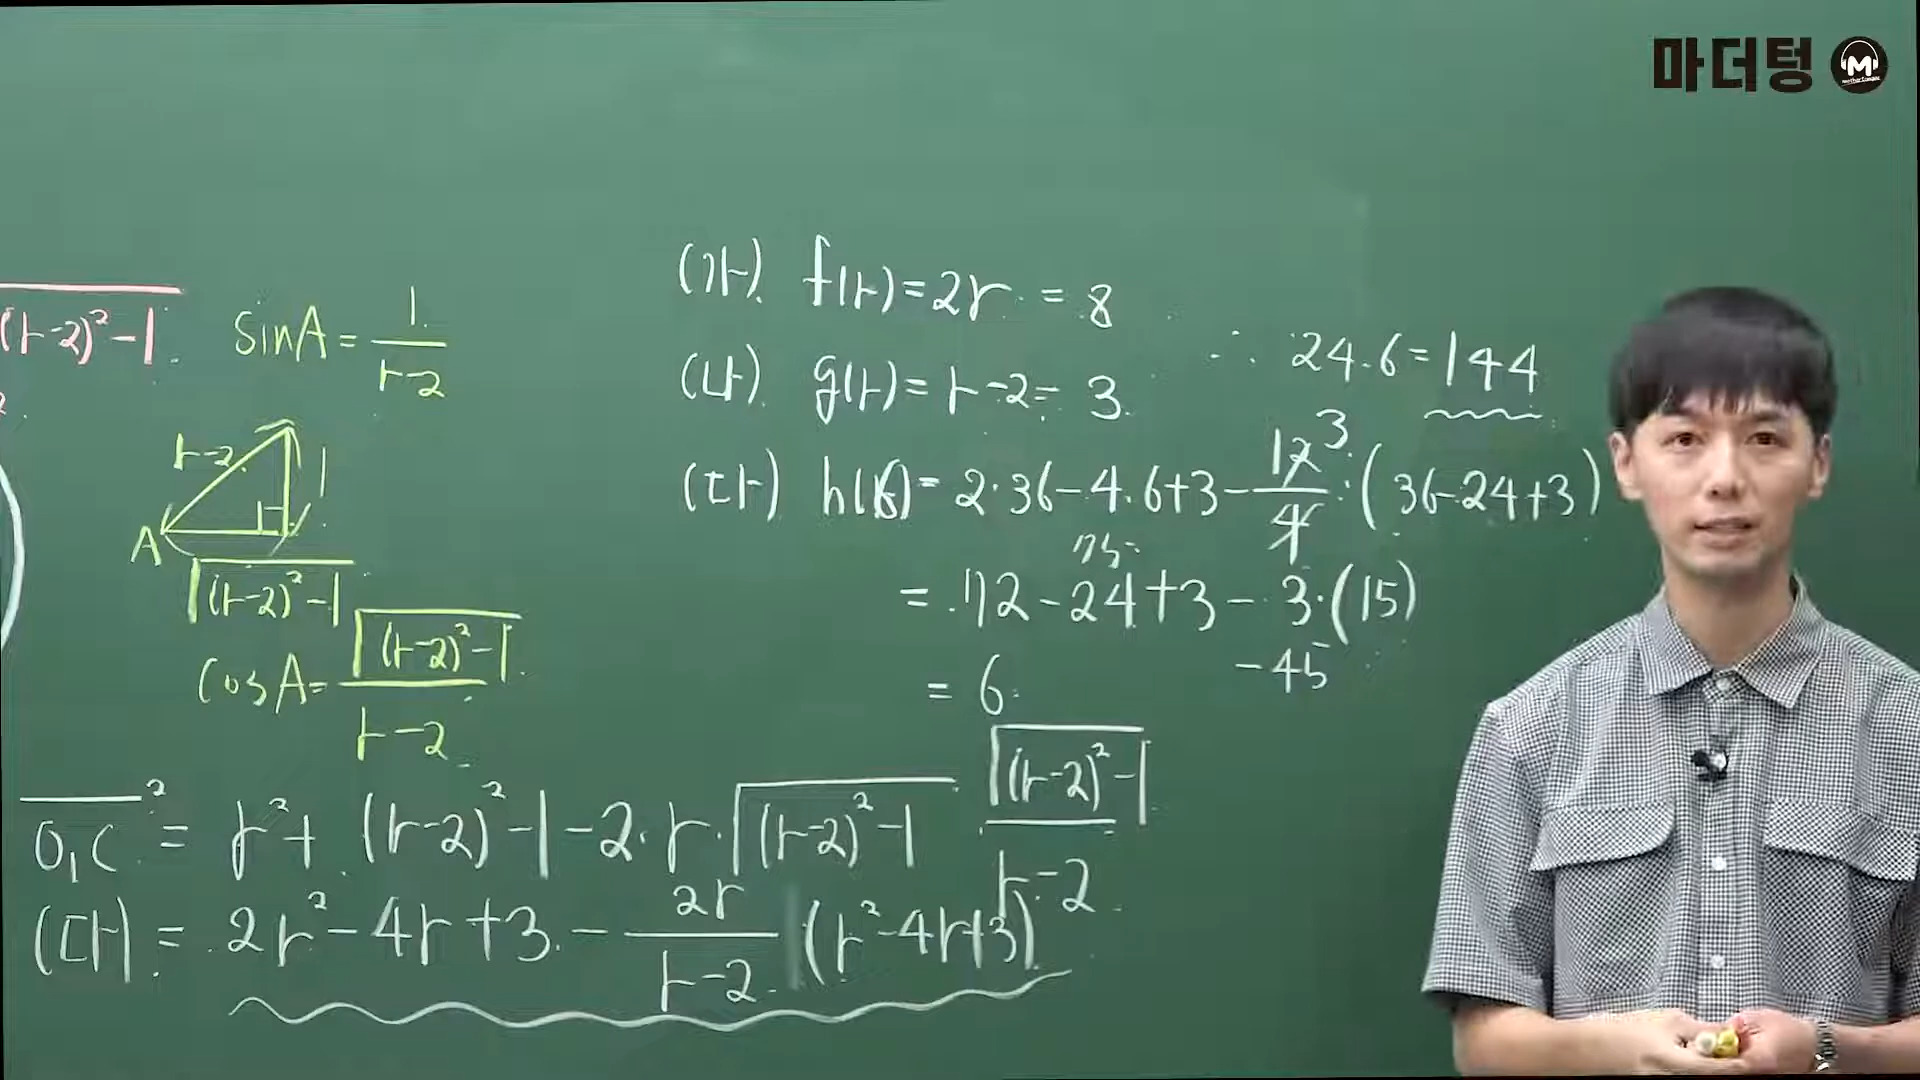 마더텅 M
√(r-2)²-1
sinA = 1/(r-2)
r-2
1
A
√(r-2)²-1
cosA = √(r-2)²-1 / (r-2)
(가) f(r) = 2r = 8
(나) g(r) = r-2 = 3
(다) h(6) = 2·36-4·6+3-12/4 3·(36-24+3)
75
= 72-24+3-3·(15)
-45
= 6
∴ 24·6=144
O₁C² = r²+(r-2)²-1-2·r·√(r-2)²-1 √(r-2)²-1 / (r-2)
(다) = 2r²-4r+3-2r/(r-2) (r²-4r+3)